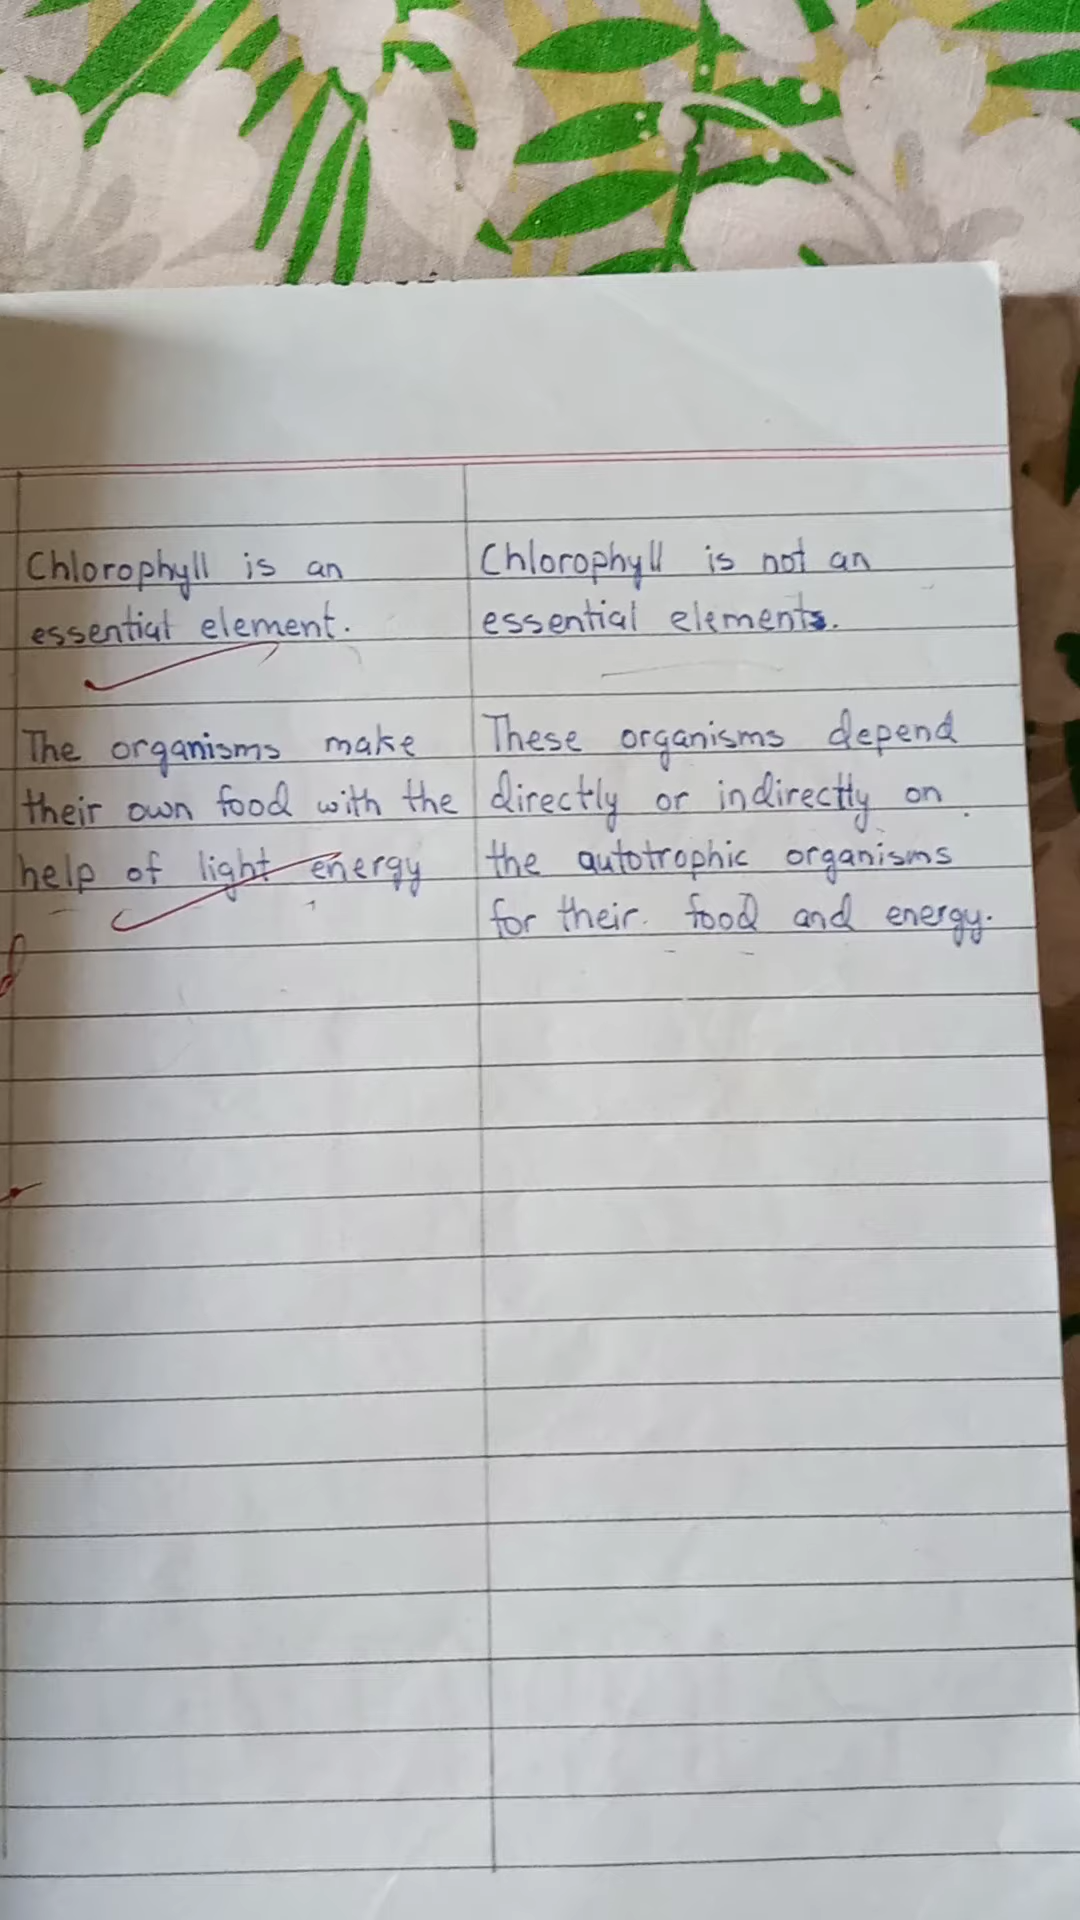 Chlorophyll is an
essential element.
The organisms make
their own food with the
help of light energy
Chlorophyll is not an
essential elements.
These organisms depend
directly or indirectly on
the autotrophic organisms
for their. food and energy.